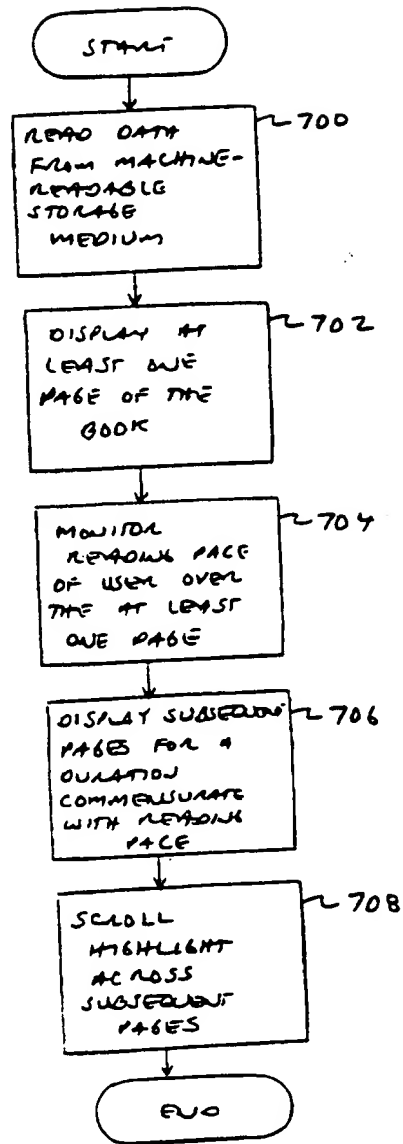 START
READ DATA
FROM MACHINE-
READABLE
STORAGE
MEDIUM
700
DISPLAY AT
LEAST ONE
PAGE OF THE
BOOK
702
MONITOR
READING PACE
OF USER OVER
THE AT LEAST
ONE PAGE
704
DISPLAY SUBSEQUENT
PAGES FOR A
DURATION
COMMENSURATE
WITH READING
PACE
706
SCROLL
HIGHLIGHT
ACROSS
SUBSEQUENT
PAGES
708
END